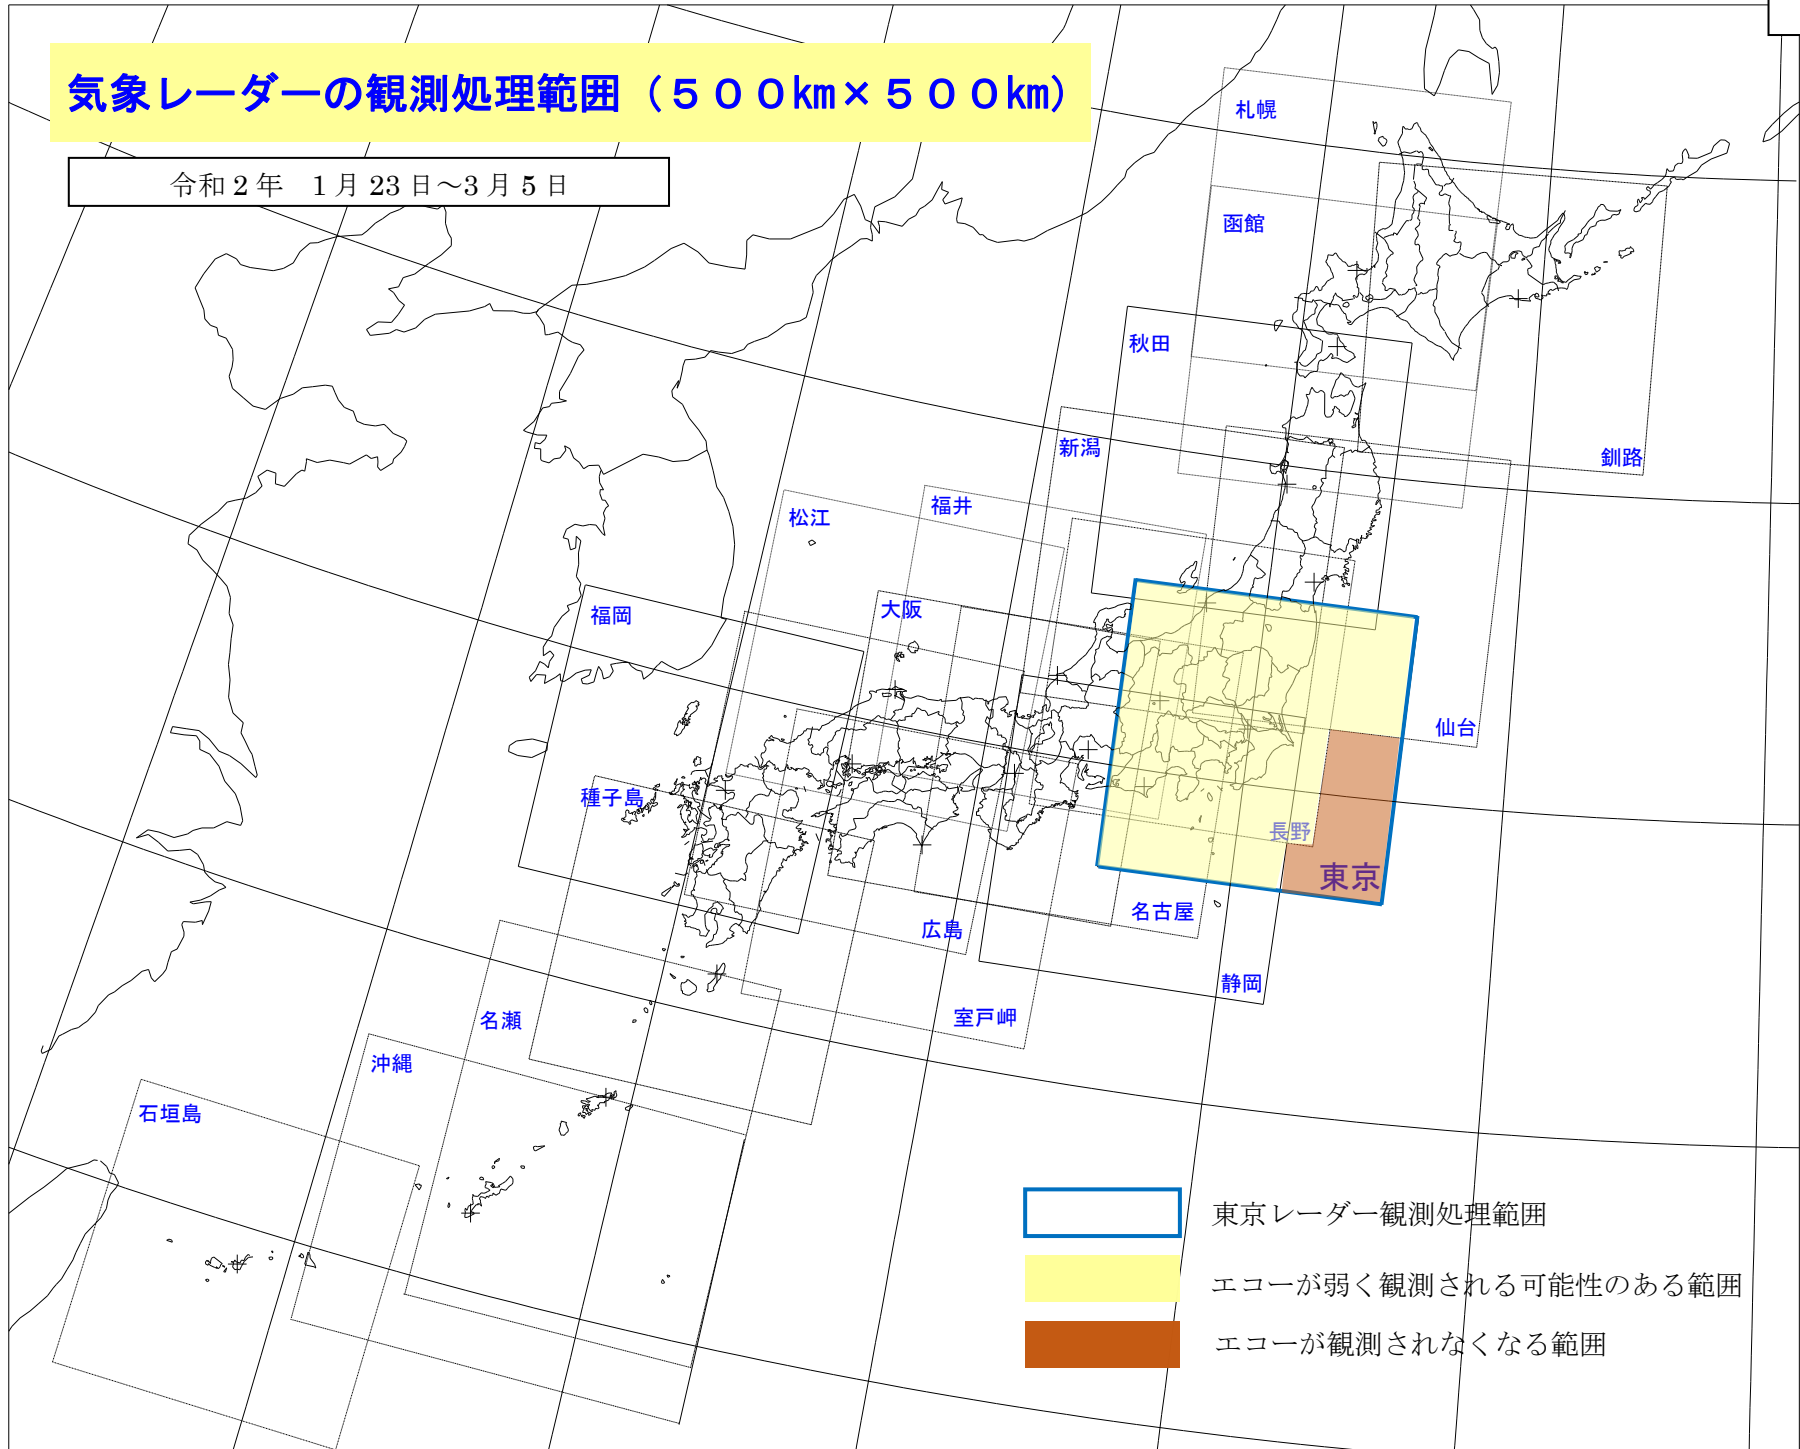 気象レーダーの観測処理範囲（５００㎞×５００㎞）
令和２年　１月 23 日～3 月 5 日
札幌
函館
秋田
新潟
釧路
福井
松江
大阪
福岡
仙台
種子島
長野
東京
名古屋
広島
静岡
室戸岬
名瀬
沖縄
石垣島
東京レーダー観測処理範囲
エコーが弱く観測される可能性のある範囲
エコーが観測されなくなる範囲